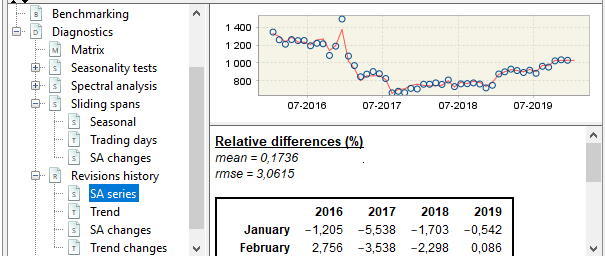 Benchmarking
Diagnostics
Matrix
Seasonality tests
Spectral analysis
Sliding spans
Seasonal
Trading days
SA changes
Revisions history
SA series
Trend
SA changes
Trend changes
1 400
1 200
1 000
800
07-2016 07-2017 07-2018 07-2019
Relative differences (%)
mean = 0,1736
rmse = 3,0615
2016 2017 2018 2019
January −1,205 −5,538 −1,703 −0,542
February 2,756 −3,538 −2,298 0,086